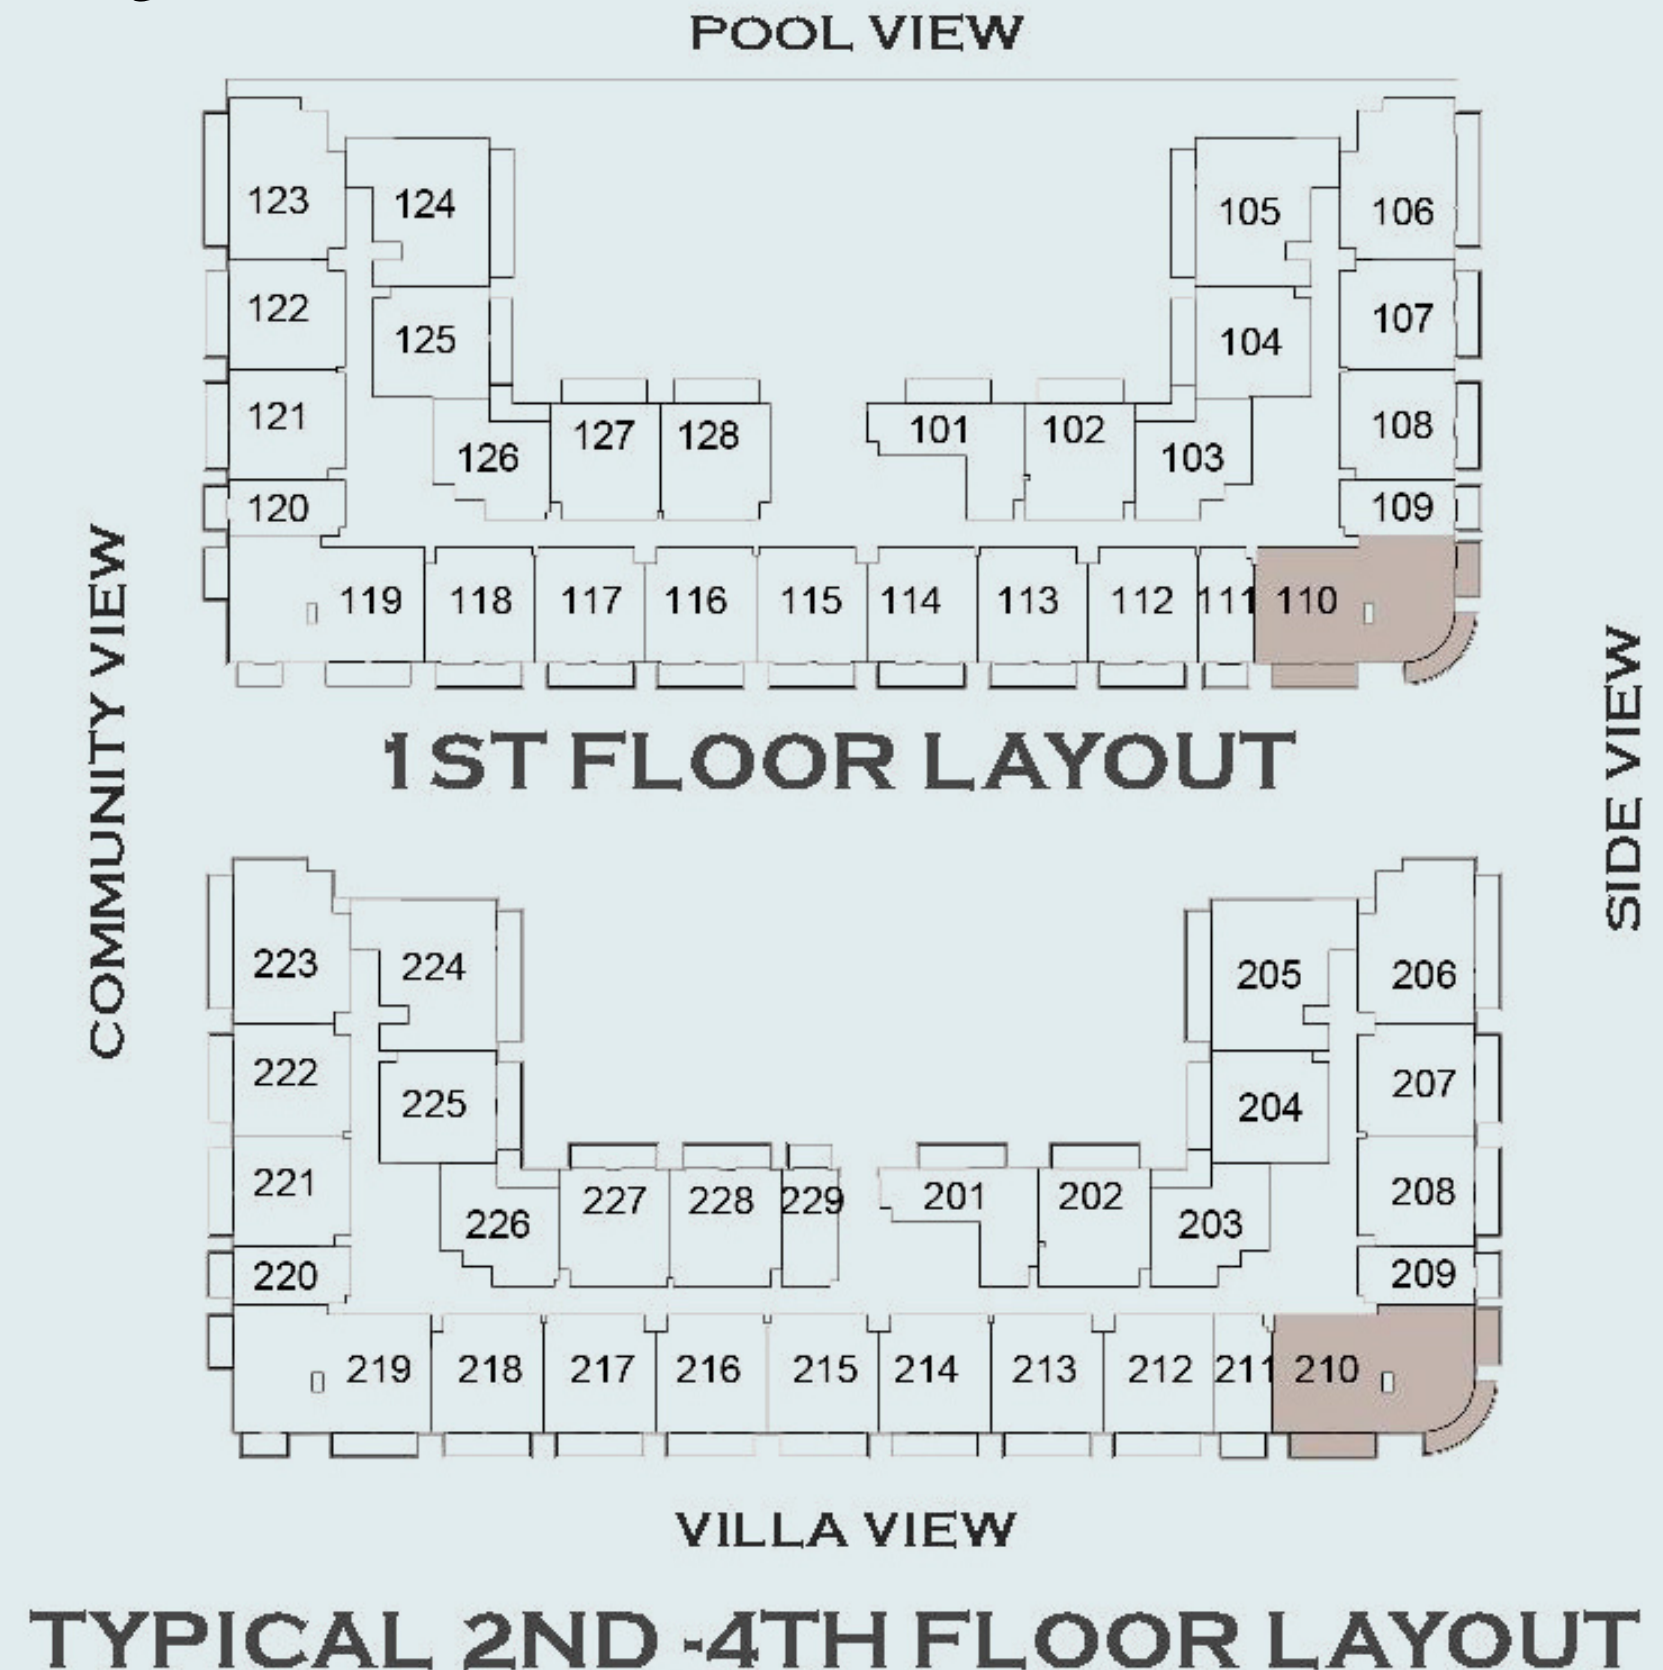 POOL VIEW
123 124 105 106
122 125 104 107
121 126 127 128 101 102 103 108
120 109
119 118 117 116 115 114 113 112 111 110
1ST FLOOR LAYOUT
COMMUNITY VIEW
SIDE VIEW
223 224 205 206
222 225 204 207
221 226 227 228 229 201 202 203 208
220 209
219 218 217 216 215 214 213 212 211 210
VILLA VIEW
TYPICAL 2ND -4TH FLOOR LAYOUT